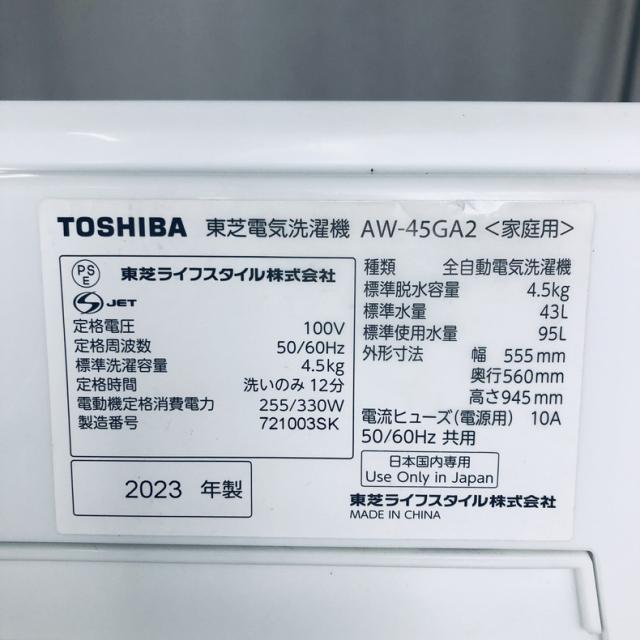 TOSHIBA 東芝電気洗濯機 AW-45GA2 <家庭用>
PS
E
東芝ライフスタイル株式会社
S JET
定格電圧 100V
定格周波数 50/60Hz
標準洗濯容量 4.5kg
定格時間 洗いのみ 12分
電動機定格消費電力 255/330W
製造番号 721003SK
2023 年製
種類 全自動電気洗濯機
標準脱水容量 4.5kg
標準水量 43L
標準使用水量 95L
外形寸法 幅 555mm
奥行560mm
高さ945mm
電流ヒューズ(電源用) 10A
50/60Hz 共用
日本国内専用
Use Only in Japan
東芝ライフスタイル株式会社
MADE IN CHINA